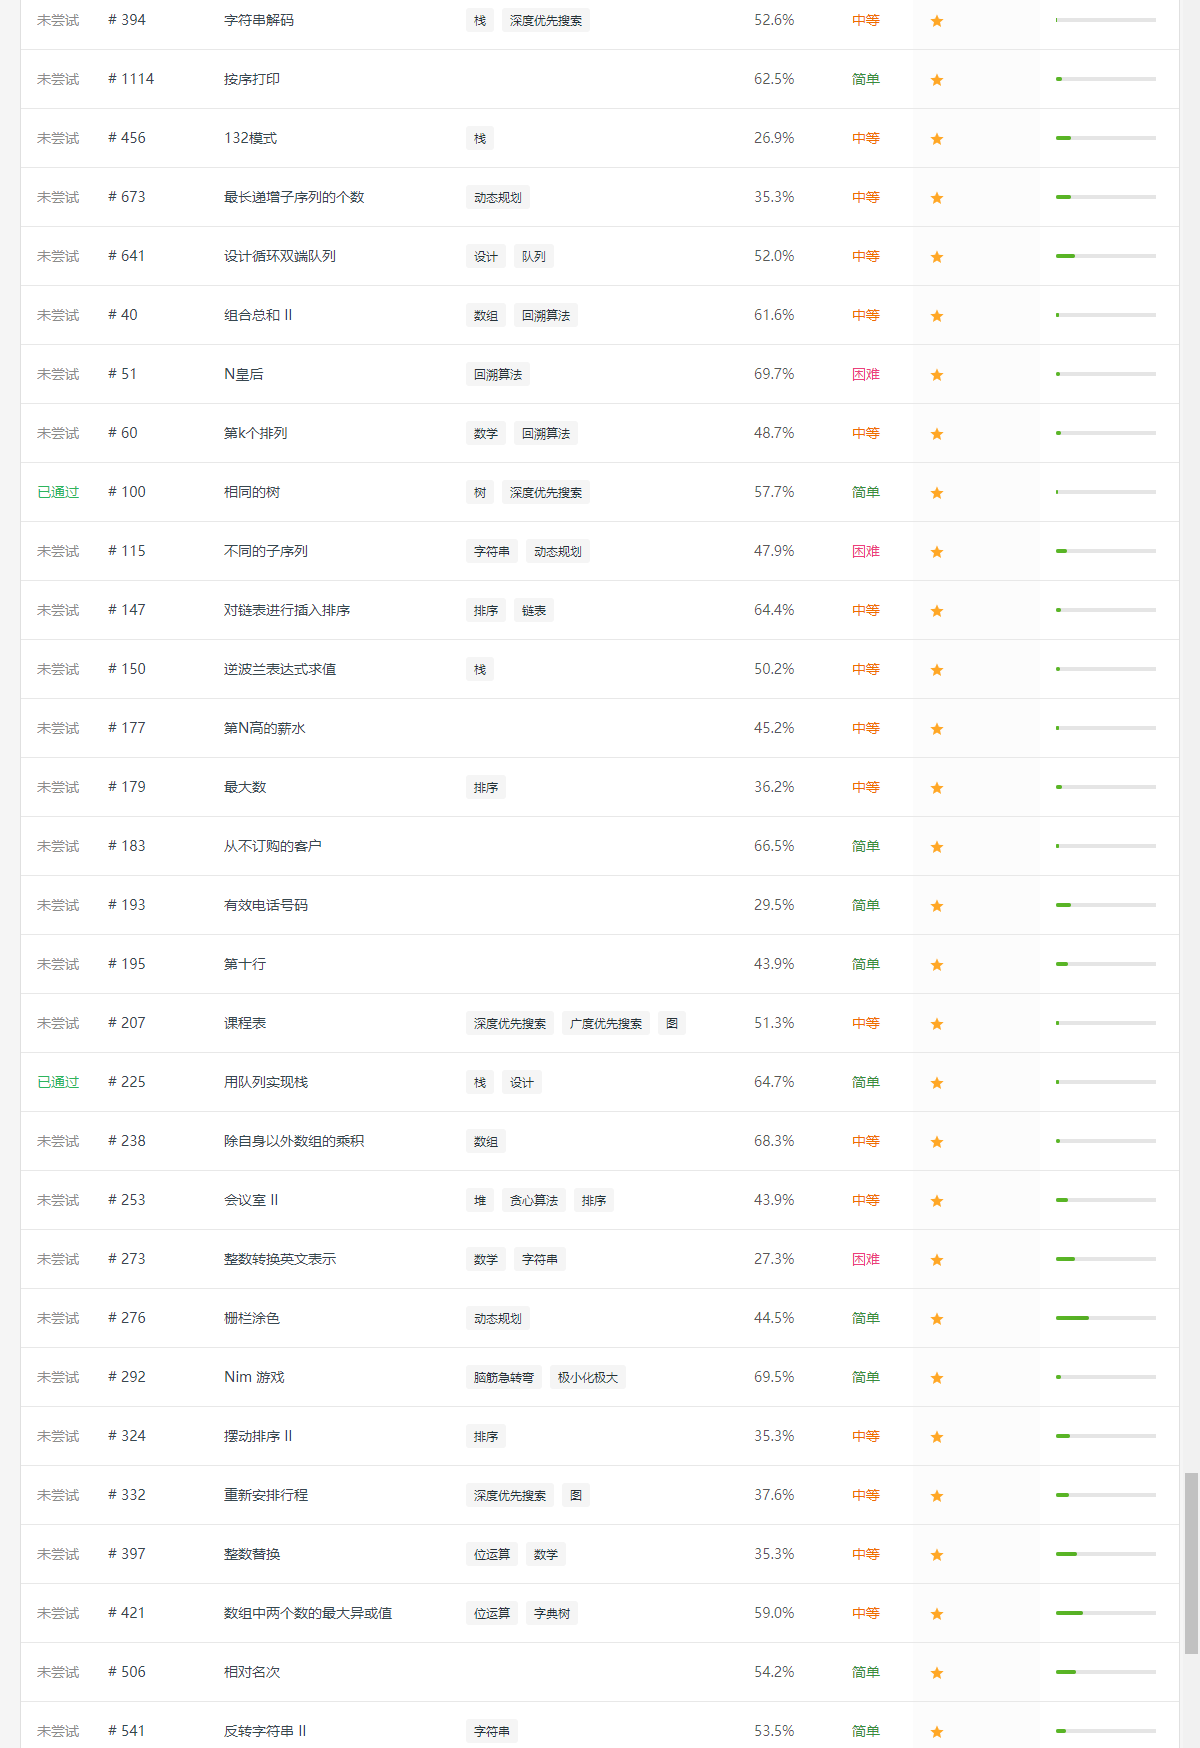 未尝试 # 394 字符串解码 栈 深度优先搜索 52.6% 中等
未尝试 # 1114 按序打印 62.5% 简单
未尝试 # 456 132模式 栈 26.9% 中等
未尝试 # 673 最长递增子序列的个数 动态规划 35.3% 中等
未尝试 # 641 设计循环双端队列 设计 队列 52.0% 中等
未尝试 # 40 组合总和 II 数组 回溯算法 61.6% 中等
未尝试 # 51 N皇后 回溯算法 69.7% 困难
未尝试 # 60 第k个排列 数学 回溯算法 48.7% 中等
已通过 # 100 相同的树 树 深度优先搜索 57.7% 简单
未尝试 # 115 不同的子序列 字符串 动态规划 47.9% 困难
未尝试 # 147 对链表进行插入排序 排序 链表 64.4% 中等
未尝试 # 150 逆波兰表达式求值 栈 50.2% 中等
未尝试 # 177 第N高的薪水 45.2% 中等
未尝试 # 179 最大数 排序 36.2% 中等
未尝试 # 183 从不订购的客户 66.5% 简单
未尝试 # 193 有效电话号码 29.5% 简单
未尝试 # 195 第十行 43.9% 简单
未尝试 # 207 课程表 深度优先搜索 广度优先搜索 图 51.3% 中等
已通过 # 225 用队列实现栈 栈 设计 64.7% 简单
未尝试 # 238 除自身以外数组的乘积 数组 68.3% 中等
未尝试 # 253 会议室 II 堆 贪心算法 排序 43.9% 中等
未尝试 # 273 整数转换英文表示 数学 字符串 27.3% 困难
未尝试 # 276 栅栏涂色 动态规划 44.5% 简单
未尝试 # 292 Nim 游戏 脑筋急转弯 极小化极大 69.5% 简单
未尝试 # 324 摆动排序 II 排序 35.3% 中等
未尝试 # 332 重新安排行程 深度优先搜索 图 37.6% 中等
未尝试 # 397 整数替换 位运算 数学 35.3% 中等
未尝试 # 421 数组中两个数的最大异或值 位运算 字典树 59.0% 中等
未尝试 # 506 相对名次 54.2% 简单
未尝试 # 541 反转字符串 II 字符串 53.5% 简单